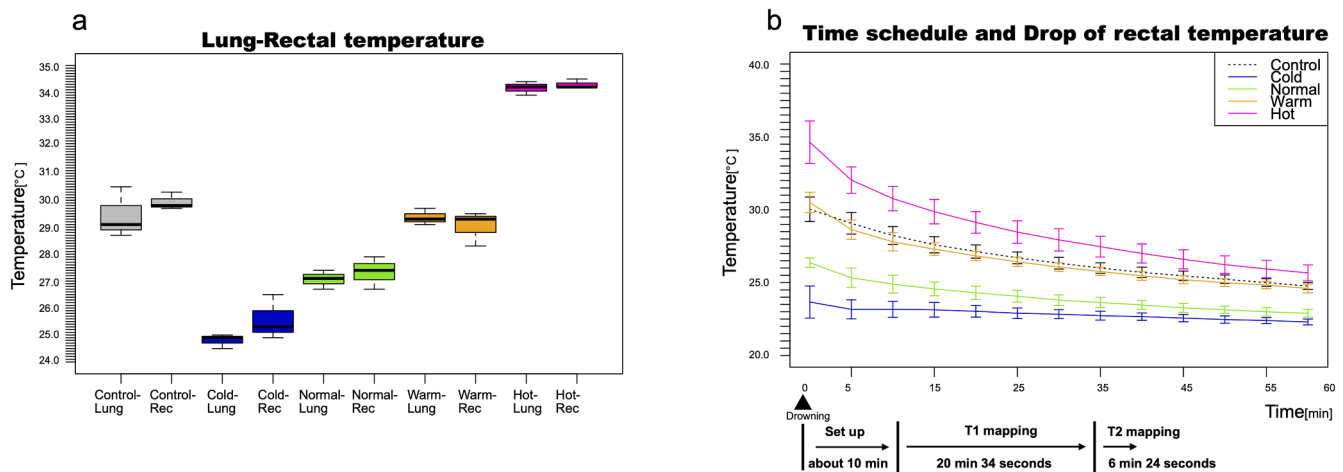 a
Lung-Rectal temperature
Temperature[°C]
35.0
34.0
33.0
32.0
31.0
30.0
29.0
28.0
27.0
26.0
25.0
24.0
Control-
Lung
Control-
Rec
Cold-
Lung
Cold-
Rec
Normal-
Lung
Normal-
Rec
Warm-
Lung
Warm-
Rec
Hot-
Lung
Hot-
Rec
b
Time schedule and Drop of rectal temperature
Temperature[°C]
40.0
35.0
30.0
25.0
20.0
Control
Cold
Normal
Warm
Hot
0 5 15 25 35 45 55 60
Time[min]
Drowning
Set up
about 10 min
T1 mapping
20 min 34 seconds
T2 mapping
6 min 24 seconds